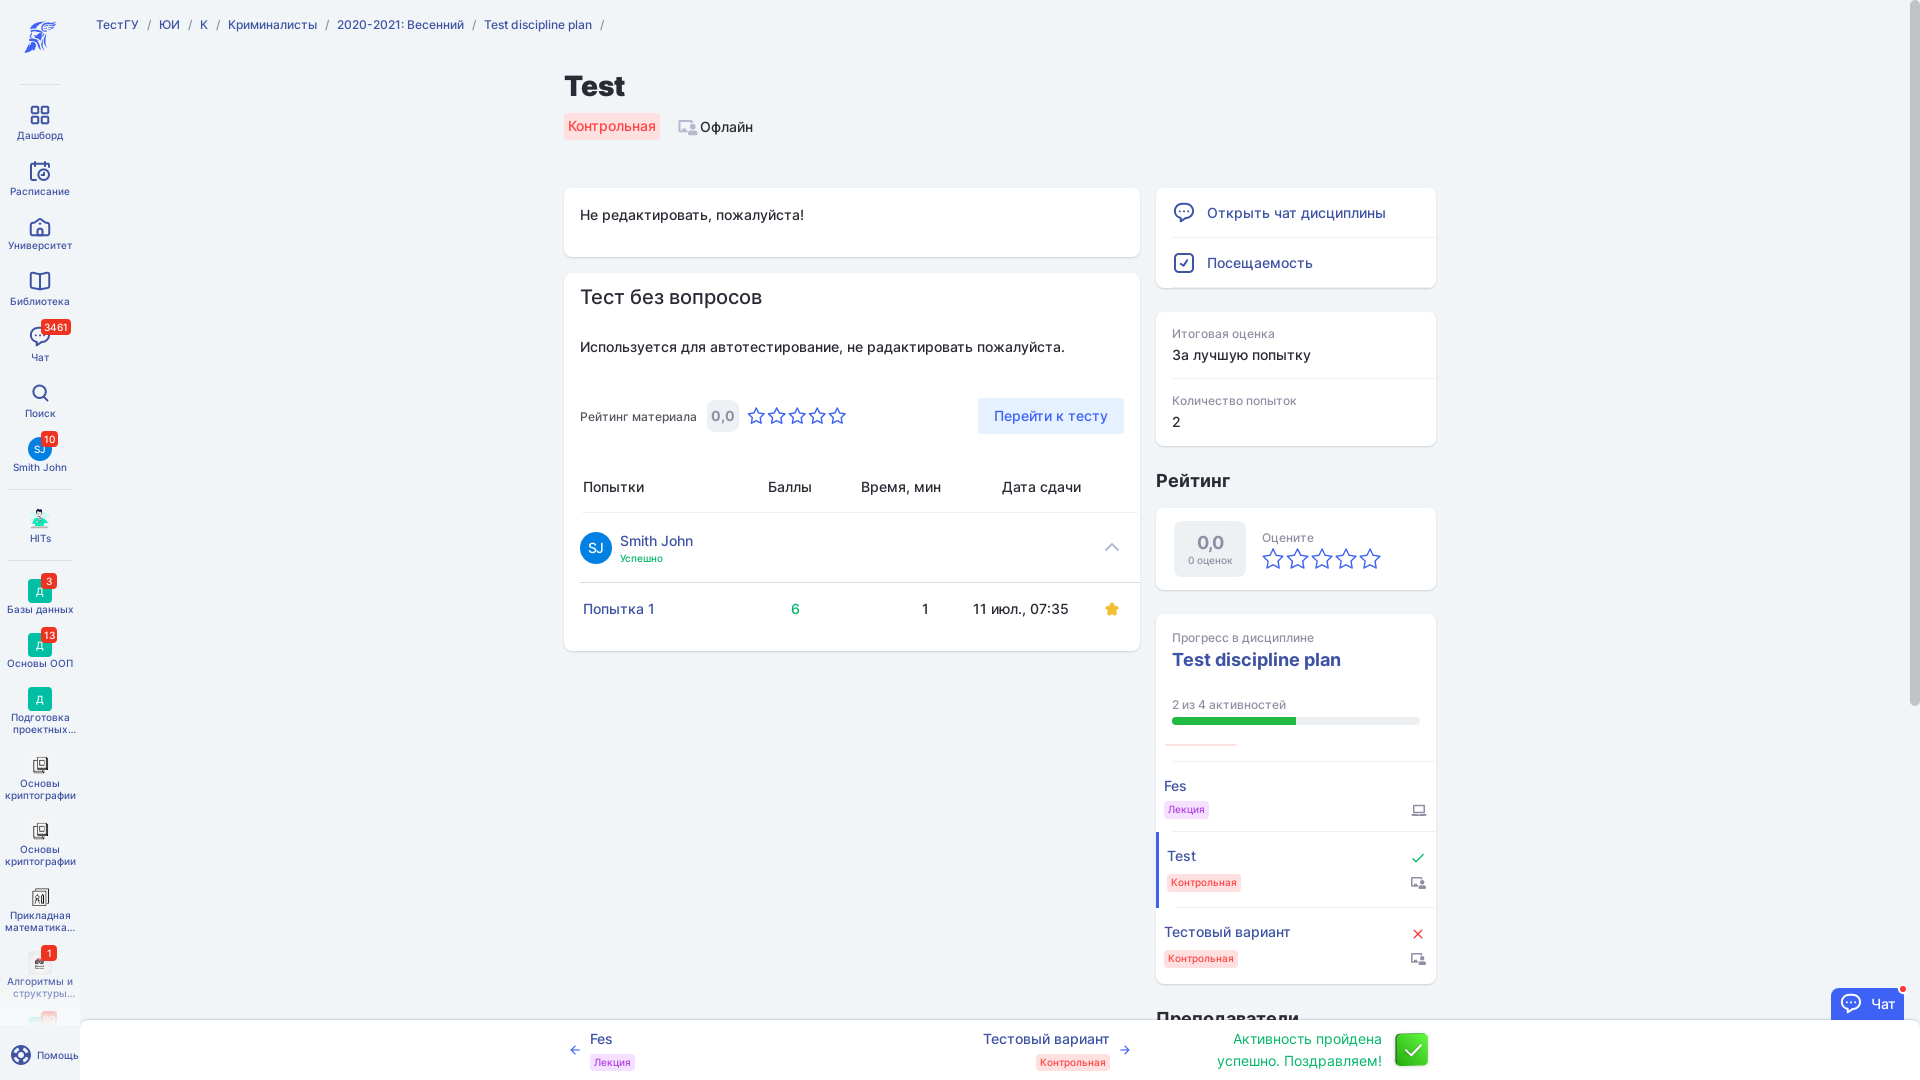 ТестГУ / ЮИ / К / Криминалисты / 2020-2021: Весенний / Test discipline plan /
Дашборд
Расписание
Университет
Библиотека
3461
Чат
Поиск
10
SJ
Smith John
HITs
3
Д
Базы данных
13
Д
Основы ООП
Д
Подготовка
проектных...
Основы
криптографии
Основы
криптографии
Прикладная
математика...
1
Алгоритмы и
структуры...
Помощь
Test
Контрольная
Офлайн
Не редактировать, пожалуйста!
Тест без вопросов
Используется для автотестирование, не радактировать пожалуйста.
Рейтинг материала 0,0
Перейти к тесту
Попытки Баллы Время, мин Дата сдачи
SJ
Smith John
Успешно
Попытка 1 6 1 11 июл., 07:35
Открыть чат дисциплины
Посещаемость
Итоговая оценка
За лучшую попытку
Количество попыток
2
Рейтинг
0,0
0 оценок
Оцените
Прогресс в дисциплине
Test discipline plan
2 из 4 активностей
Fes
Лекция
Test
Контрольная
Тестовый вариант
Контрольная
Преподаватели
Чат
Fes
Лекция
Тестовый вариант
Контрольная
Активность пройдена
успешно. Поздравляем!